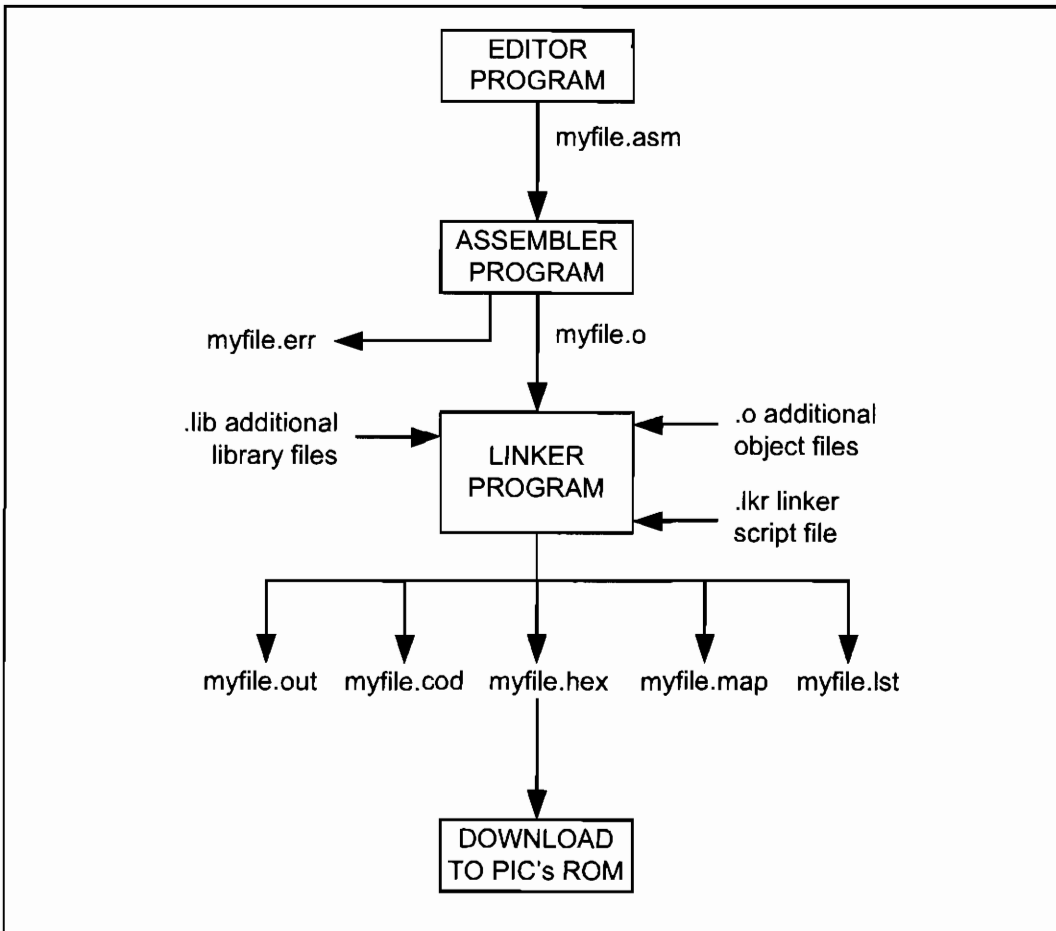 EDITOR
PROGRAM
myfile.asm
ASSEMBLER
PROGRAM
myfile.err
myfile.o
.lib additional
library files
LINKER
PROGRAM
.o additional
object files
.lkr linker
script file
myfile.out
myfile.cod
myfile.hex
myfile.map
myfile.lst
DOWNLOAD
TO PIC's ROM